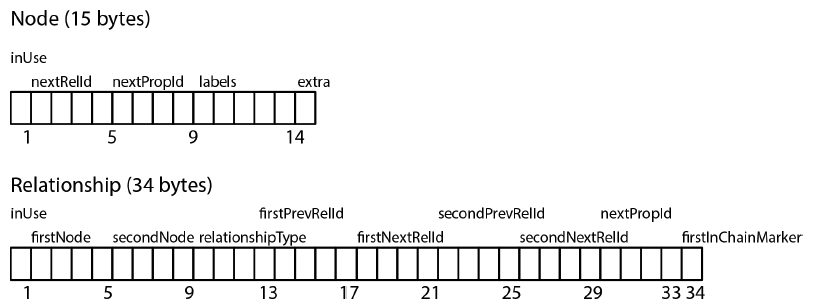 Node (15 bytes)
inUse
nextRelId nextPropId labels extra
1 5 9 14
Relationship (34 bytes)
inUse firstPrevRelId secondPrevRelId nextPropId
firstNode secondNode relationshipType firstNextRelId secondNextRelId firstInChainMarker
1 5 9 13 17 21 25 29 33 34